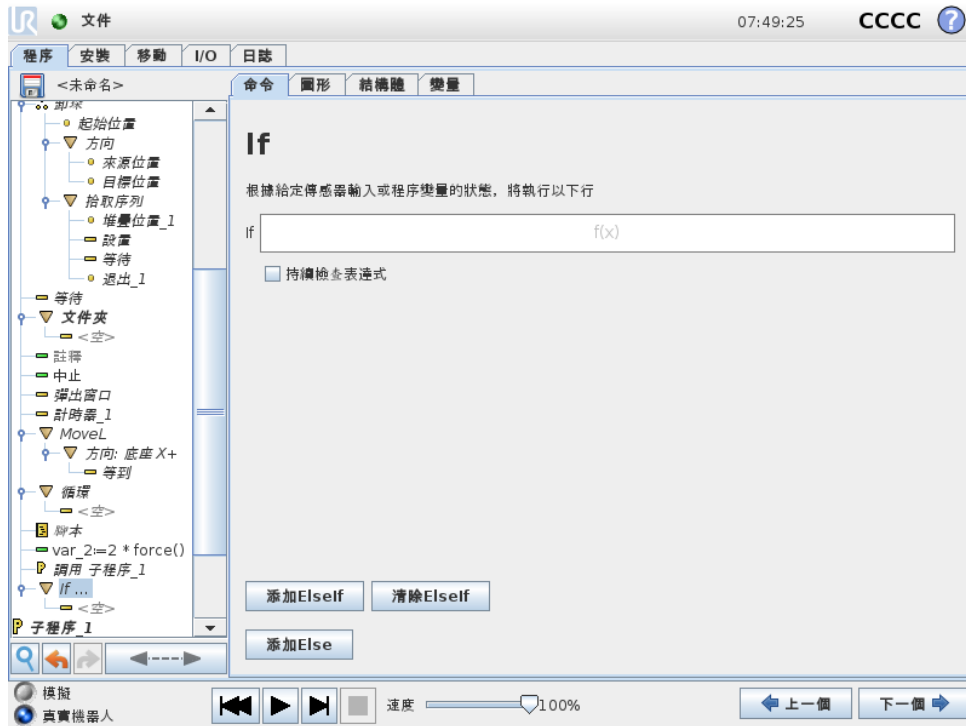 UR 文件 07:49:25 CCCC ?
程序 安裝 移動 I/O 日誌
<未命名>
命令 圖形 結構體 變量
卸垛
起始位置
方向
來源位置
目標位置
拾取序列
堆疊位置_1
設置
等待
退出_1
等待
文件夾
<空>
註釋
中止
彈出窗口
計時器_1
MoveL
方向: 底座 X+
等到
循環
<空>
腳本
var_2≔2 * force()
調用 子程序_1
If ...
<空>
子程序_1
If
根據給定傳感器輸入或程序變量的狀態，將執行以下行
If f(x)
持續檢查表達式
添加ElseIf 清除ElseIf
添加Else
模擬
真實機器人
速度 100%
上一個 下一個